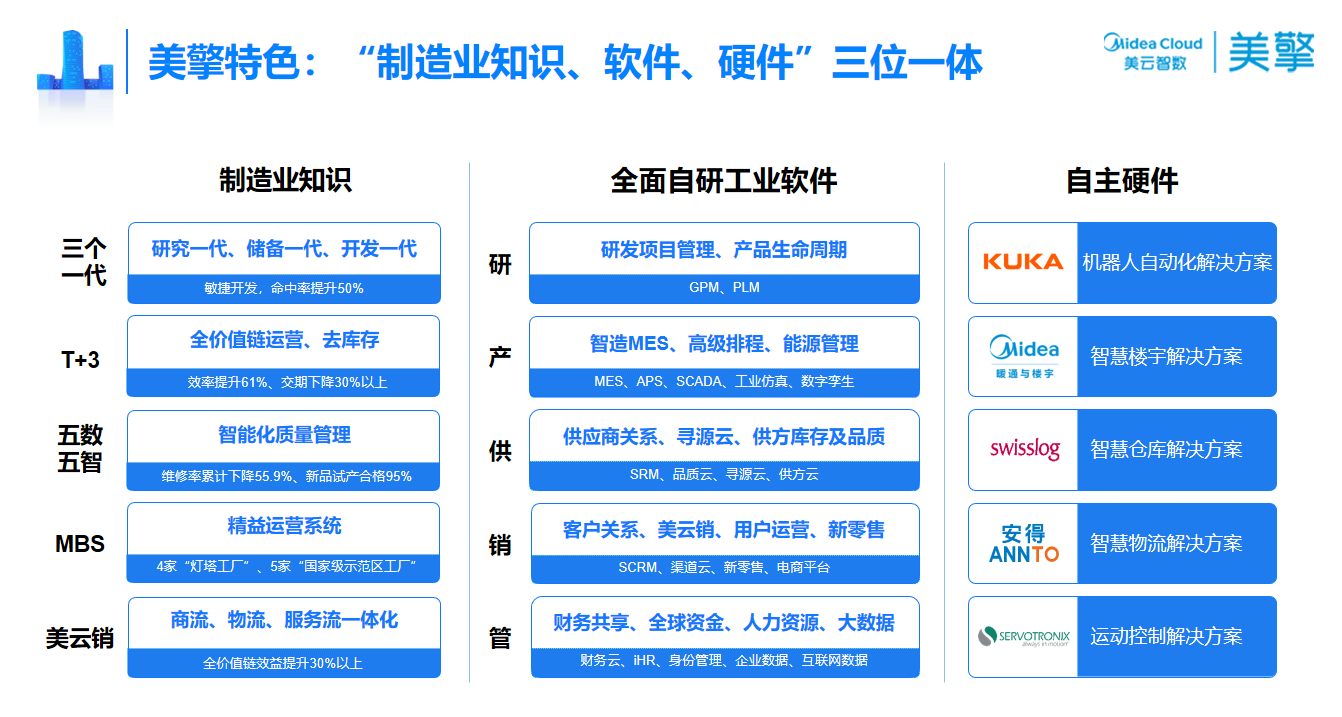 美擎特色：“制造业知识、软件、硬件”三位一体
Midea Cloud
美云智数
美擎
制造业知识
三个
一代
研究一代、储备一代、开发一代
敏捷开发，命中率提升50%
T+3
全价值链运营、去库存
效率提升61%、交期下降30%以上
五数
五智
智能化质量管理
维修率累计下降55.9%、新品试产合格95%
MBS
精益运营系统
4家“灯塔工厂”、5家“国家级示范区工厂”
美云销
商流、物流、服务流一体化
全价值链效益提升30%以上
全面自研工业软件
研
研发项目管理、产品生命周期
GPM、PLM
产
智造MES、高级排程、能源管理
MES、APS、SCADA、工业仿真、数字孪生
供
供应商关系、寻源云、供方库存及品质
SRM、品质云、寻源云、供方云
销
客户关系、美云销、用户运营、新零售
SCRM、渠道云、新零售、电商平台
管
财务共享、全球资金、人力资源、大数据
财务云、iHR、身份管理、企业数据、互联网数据
自主硬件
KUKA
机器人自动化解决方案
Midea
暖通与楼宇
智慧楼宇解决方案
swisslog
智慧仓库解决方案
安得
ANNTO
智慧物流解决方案
SERVOTRONIX
always in motion
运动控制解决方案